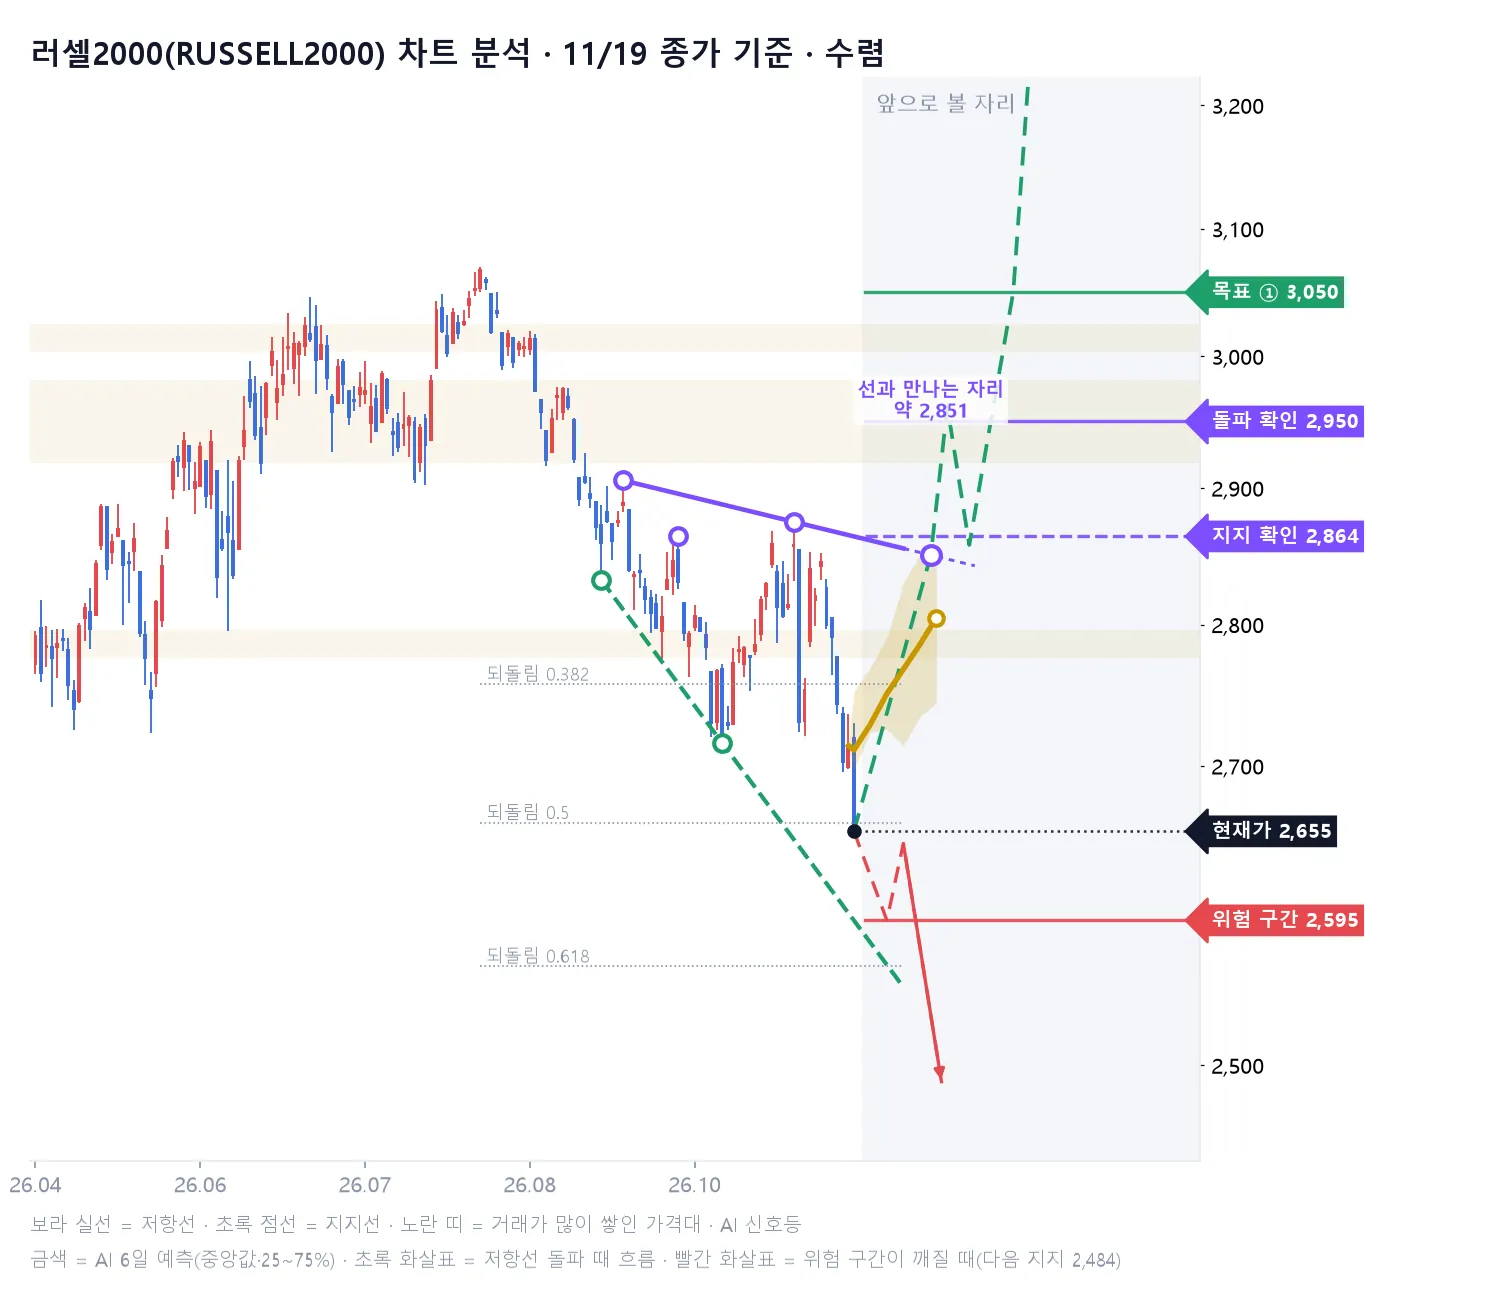 러셀2000(RUSSELL2000) 차트 분석 · 11/19 종가 기준 · 수렴
앞으로 볼 자리
3,200
3,100
목표 ① 3,050
3,000
선과 만나는 자리
약 2,851
돌파 확인 2,950
2,900
지지 확인 2,864
2,800
되돌림 0.382
2,700
되돌림 0.5
현재가 2,655
위험 구간 2,595
되돌림 0.618
2,500
26.04 26.06 26.07 26.08 26.10
보라 실선 = 저항선 · 초록 점선 = 지지선 · 노란 띠 = 거래가 많이 쌓인 가격대 · AI 신호등
금색 = AI 6일 예측(중앙값·25~75%) · 초록 화살표 = 저항선 돌파 때 흐름 · 빨간 화살표 = 위험 구간이 깨질 때(다음 지지 2,484)